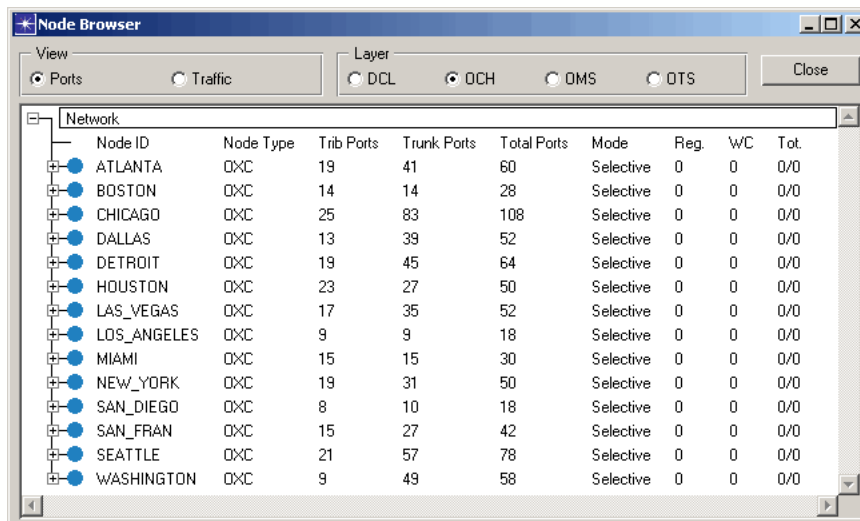 Node Browser
View
Layer
Ports Traffic
DCL OCH OMS OTS
Close
Network
Node ID Node Type Trib Ports Trunk Ports Total Ports Mode Reg. WC Tot.
ATLANTA OXC 19 41 60 Selective 0 0 0/0
BOSTON OXC 14 14 28 Selective 0 0 0/0
CHICAGO OXC 25 83 108 Selective 0 0 0/0
DALLAS OXC 13 39 52 Selective 0 0 0/0
DETROIT OXC 19 45 64 Selective 0 0 0/0
HOUSTON OXC 23 27 50 Selective 0 0 0/0
LAS_VEGAS OXC 17 35 52 Selective 0 0 0/0
LOS_ANGELES OXC 9 9 18 Selective 0 0 0/0
MIAMI OXC 15 15 30 Selective 0 0 0/0
NEW_YORK OXC 19 31 50 Selective 0 0 0/0
SAN_DIEGO OXC 8 10 18 Selective 0 0 0/0
SAN_FRAN OXC 15 27 42 Selective 0 0 0/0
SEATTLE OXC 21 57 78 Selective 0 0 0/0
WASHINGTON OXC 9 49 58 Selective 0 0 0/0